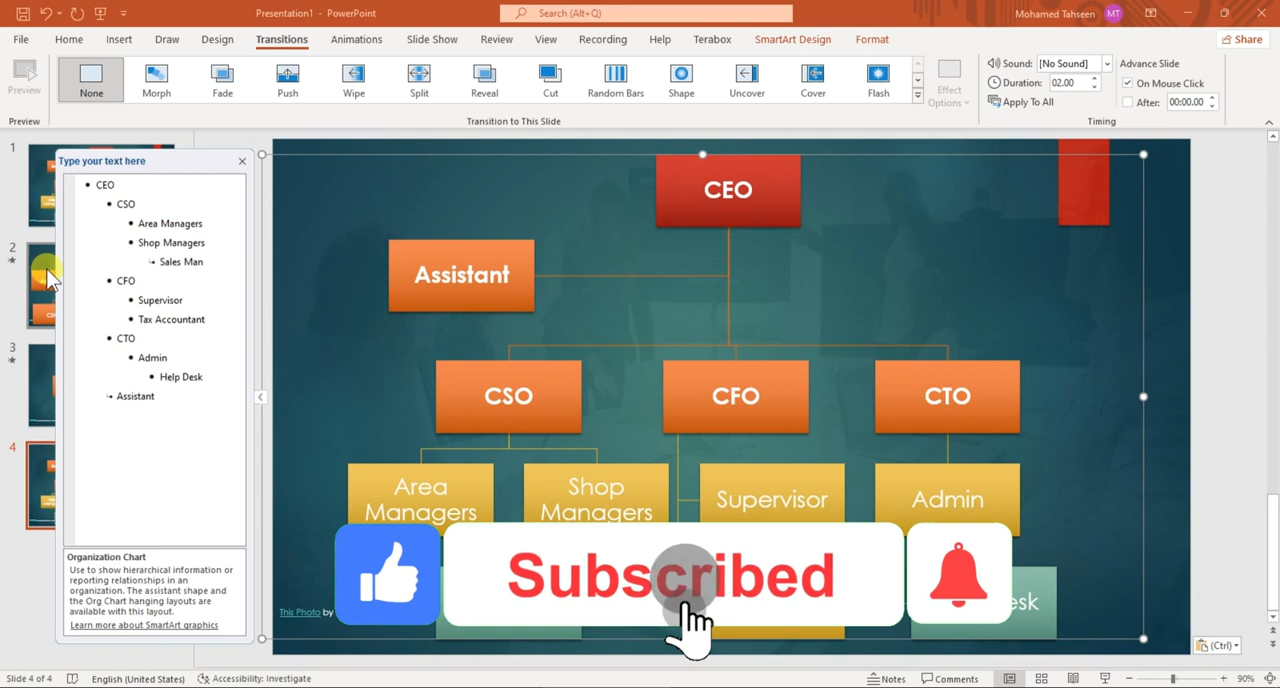 Presentation1 - PowerPoint
Search (Alt+Q)
Mohamed Tahseen
MT
File Home Insert Draw Design Transitions Animations Slide Show Review View Recording Help Terabox SmartArt Design Format
Share
Preview
None
Morph
Fade
Push
Wipe
Split
Reveal
Cut
Random Bars
Shape
Uncover
Cover
Flash
Effect
Options
Sound: [No Sound]
Duration: 02.00
Apply To All
Advance Slide
On Mouse Click
After: 00:00.00
Preview
Transition to This Slide
Timing
1
2
3
4
Type your text here
CEO
CSO
Area Managers
Shop Managers
Sales Man
CFO
Supervisor
Tax Accountant
CTO
Admin
Help Desk
Assistant
Organization Chart
Use to show hierarchical information or
reporting relationships in an
organization. The assistant shape and
the Org Chart hanging layouts are
available with this layout.
Learn more about SmartArt graphics
CEO
Assistant
CSO
CFO
CTO
Area
Managers
Shop
Managers
Supervisor
Admin
Subscribed
This Photo by
(Ctrl)
Slide 4 of 4
English (United States)
Accessibility: Investigate
Notes
Comments
90%